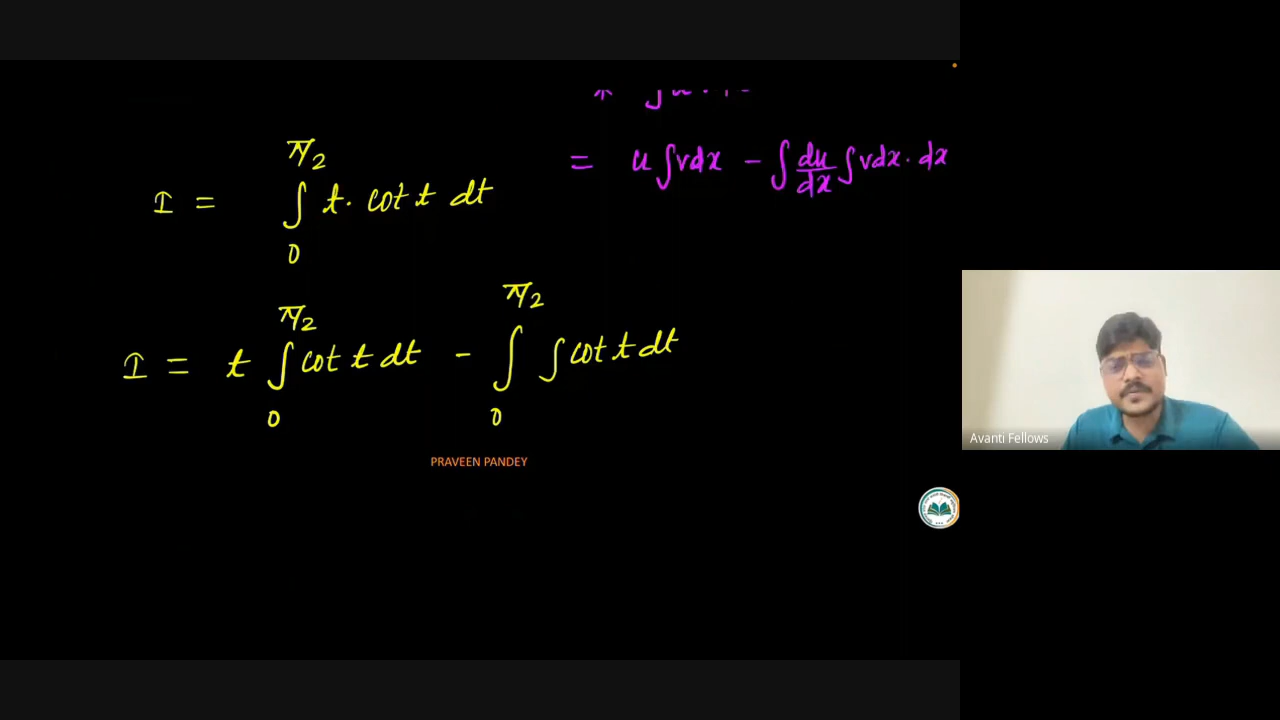 = u ∫vdx - ∫ du/dx ∫vdx · dx
I = ∫₀^(π/2) t · cot t dt
I = t ∫₀^(π/2) cot t dt - ∫₀^(π/2) ∫ cot t dt
PRAVEEN PANDEY
Avanti Fellows